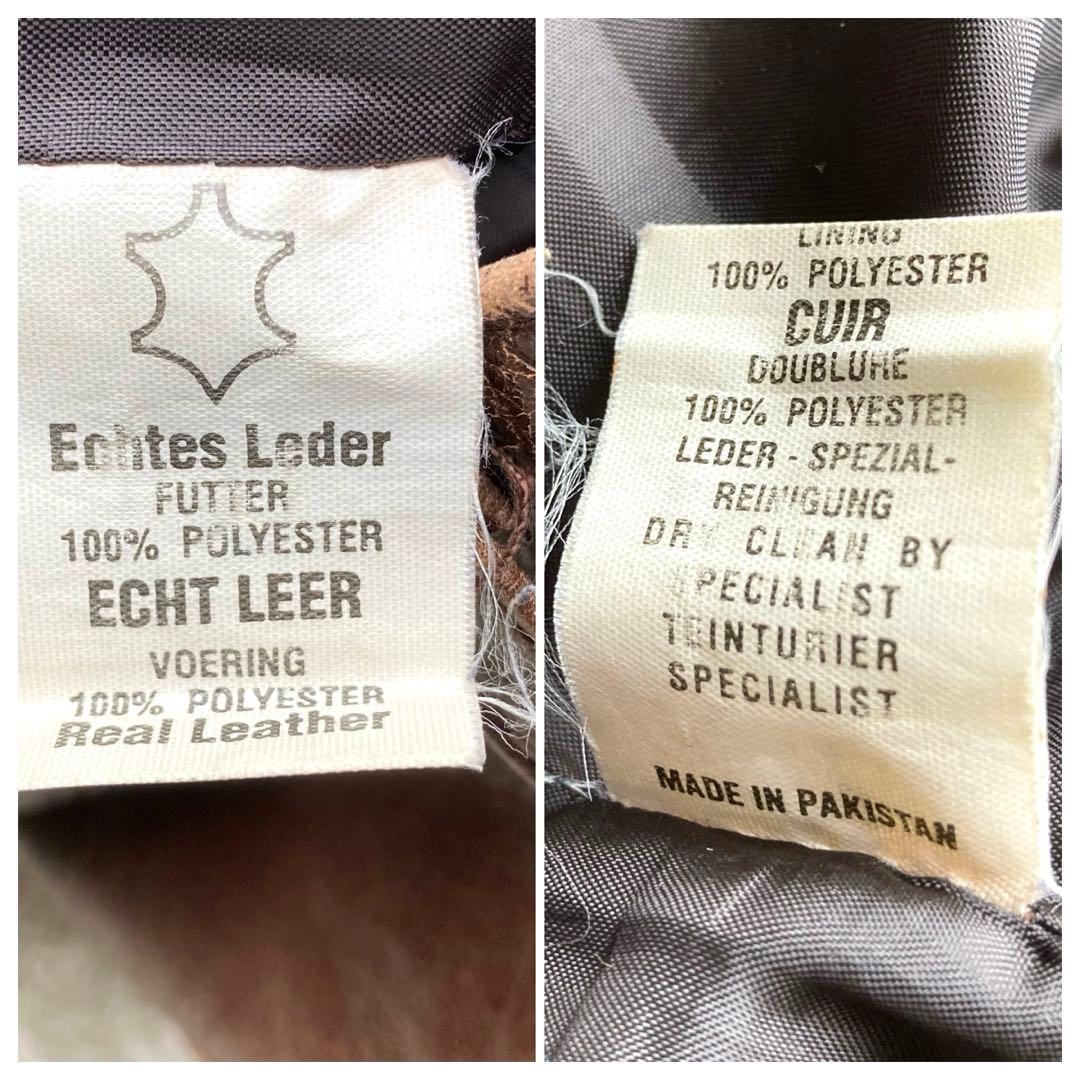 Echtes Leder
FUTTER
100% POLYESTER
ECHT LEER
VOERING
100% POLYESTER
Real Leather
LINING
100% POLYESTER
CUIR
DOUBLURE
100% POLYESTER
LEDER - SPEZIAL-
REINIGUNG
DRY CLEAN BY
SPECIALIST
TEINTURIER
SPECIALIST
MADE IN PAKISTAN